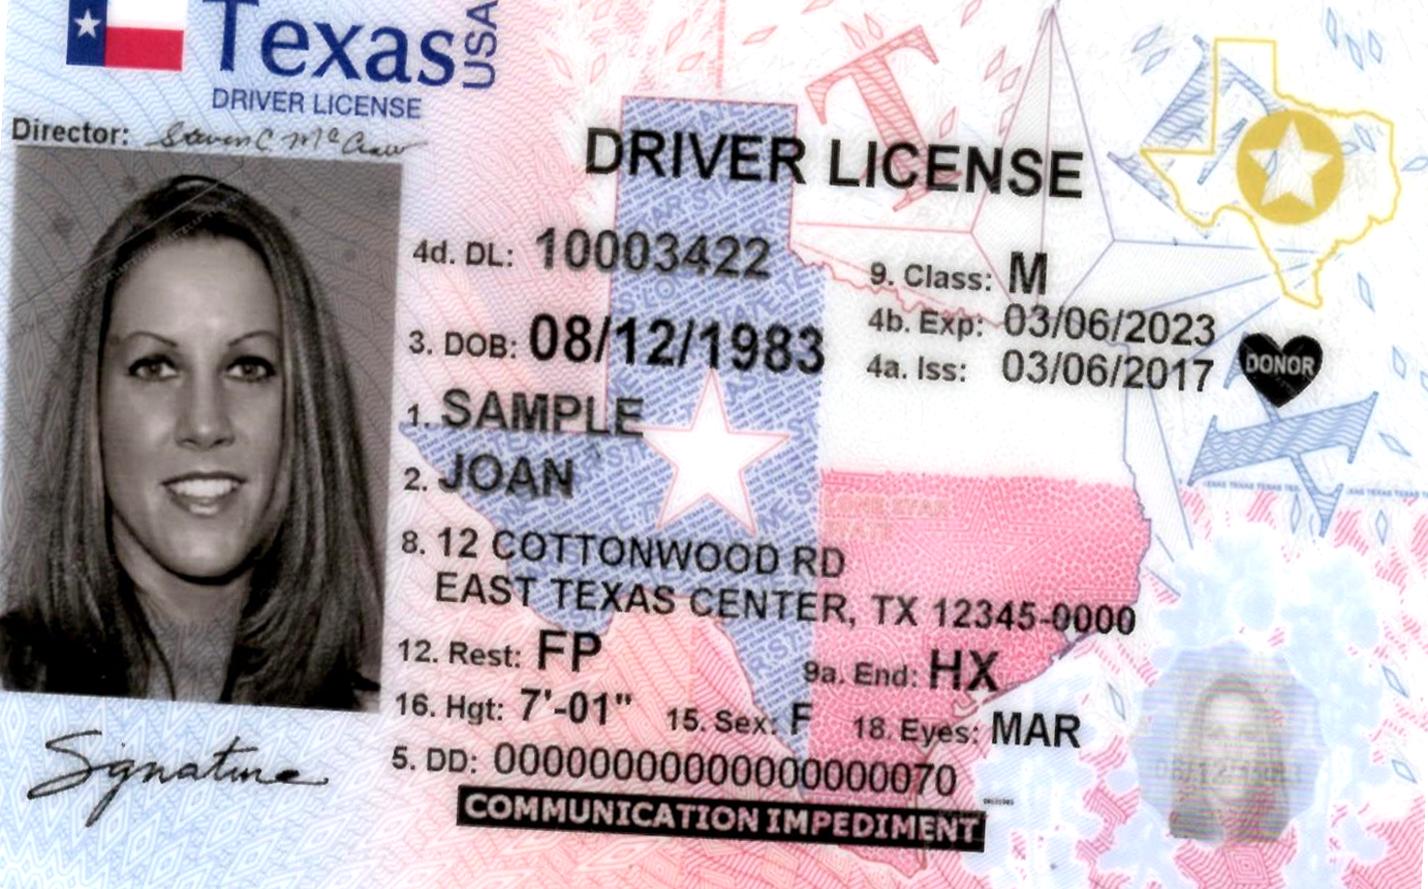 Texas USA
DRIVER LICENSE
Director: Steven C McCraw
DRIVER LICENSE
4d. DL: 10003422
9. Class: M
3. DOB: 08/12/1983
4b. Exp: 03/06/2023
4a. Iss: 03/06/2017
DONOR
1. SAMPLE
2. JOAN
8. 12 COTTONWOOD RD
EAST TEXAS CENTER, TX 12345-0000
12. Rest: FP
9a. End: HX
16. Hgt: 7'-01" 15. Sex: F 18. Eyes: MAR
5. DD: 00000000000000000070
COMMUNICATION IMPEDIMENT
Signature